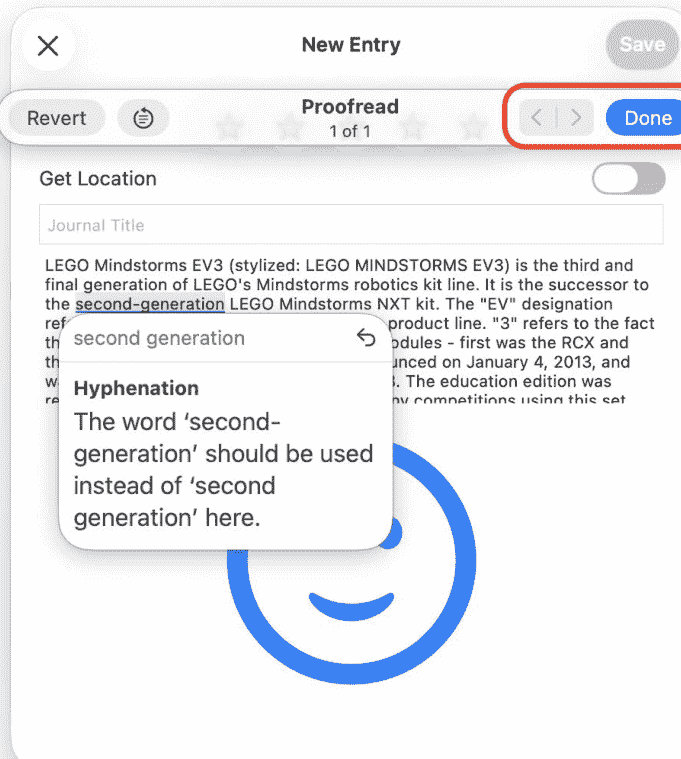 New Entry
Save
Revert
Proofread
1 of 1
Done
Get Location
Journal Title
LEGO Mindstorms EV3 (stylized: LEGO MINDSTORMS EV3) is the third and
final generation of LEGO's Mindstorms robotics kit line. It is the successor to
the second-generation LEGO Mindstorms NXT kit. The "EV" designation
product line. "3" refers to the fact
first was the RCX and
on January 4, 2013, and
The education edition was
competitions using this set
second generation
Hyphenation
The word ‘second-
generation’ should be used
instead of ‘second
generation’ here.